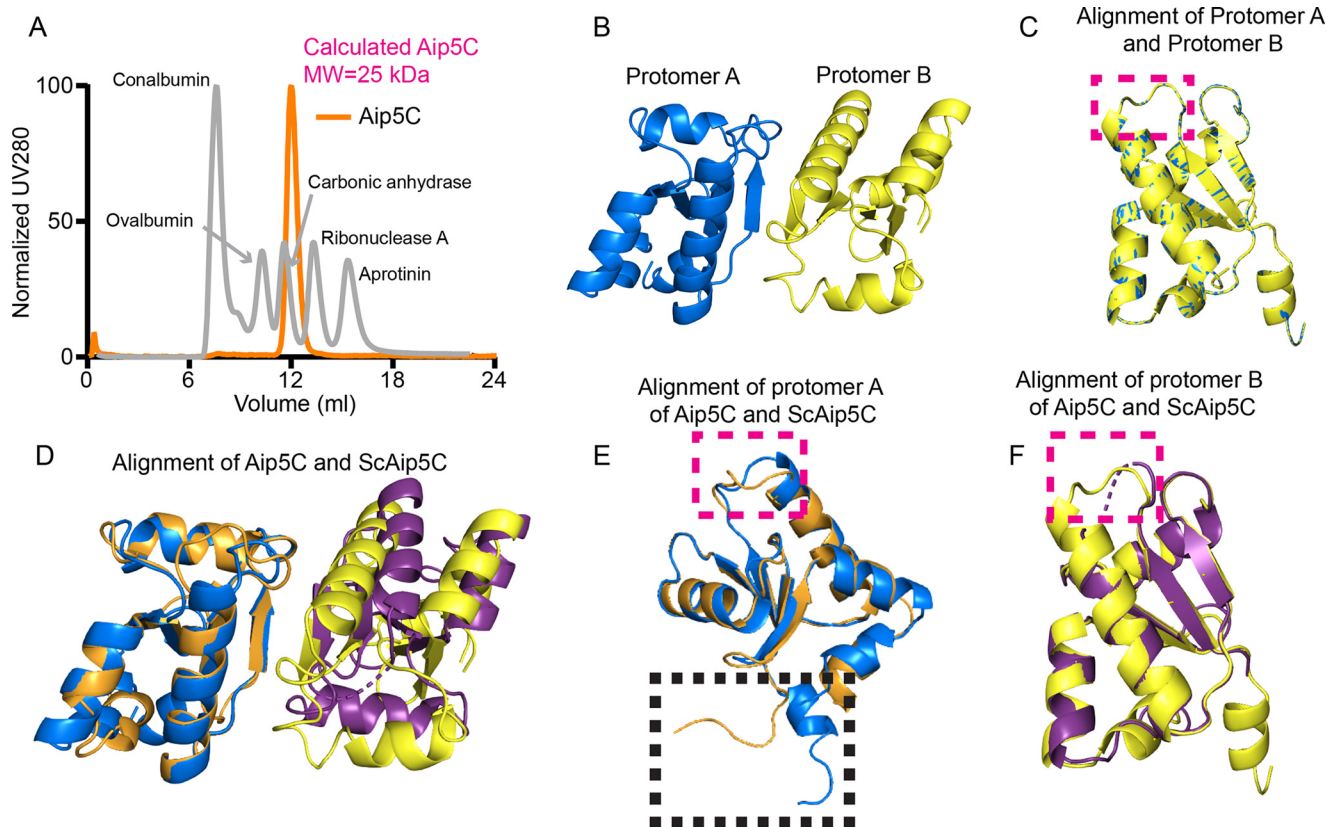 A
Calculated Aip5C
MW=25 kDa
Conalbumin
Aip5C
Carbonic anhydrase
Ovalbumin
Ribonuclease A
Aprotinin
Normalized UV280
100
50
0
0 6 12 18 24
Volume (ml)
B
Protomer A Protomer B
C
Alignment of Protomer A
and Protomer B
D
Alignment of Aip5C and ScAip5C
E
Alignment of protomer A
of Aip5C and ScAip5C
F
Alignment of protomer B
of Aip5C and ScAip5C